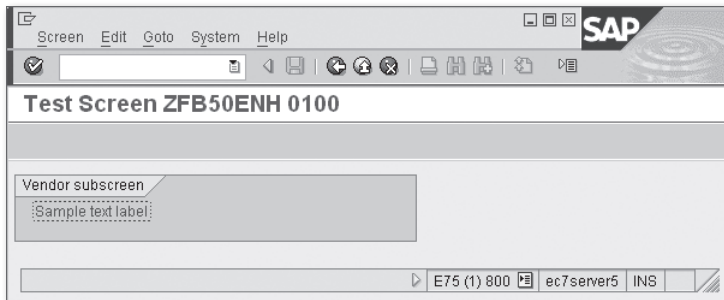 SAP
Screen Edit Goto System Help
Test Screen ZFB50ENH 0100
Vendor subscreen
Sample text label
E75 (1) 800 ec7server5 INS